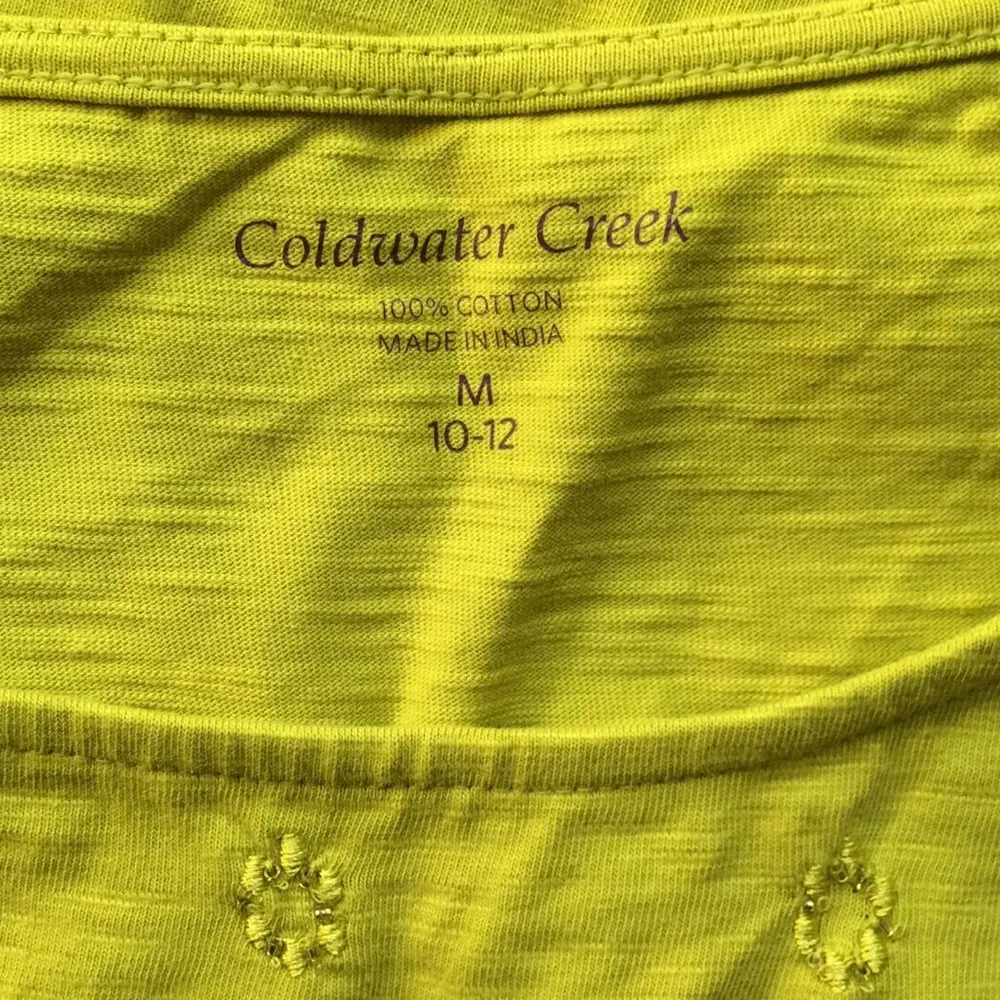 Coldwater Creek
100% COTTON
MADE IN INDIA
M
10-12